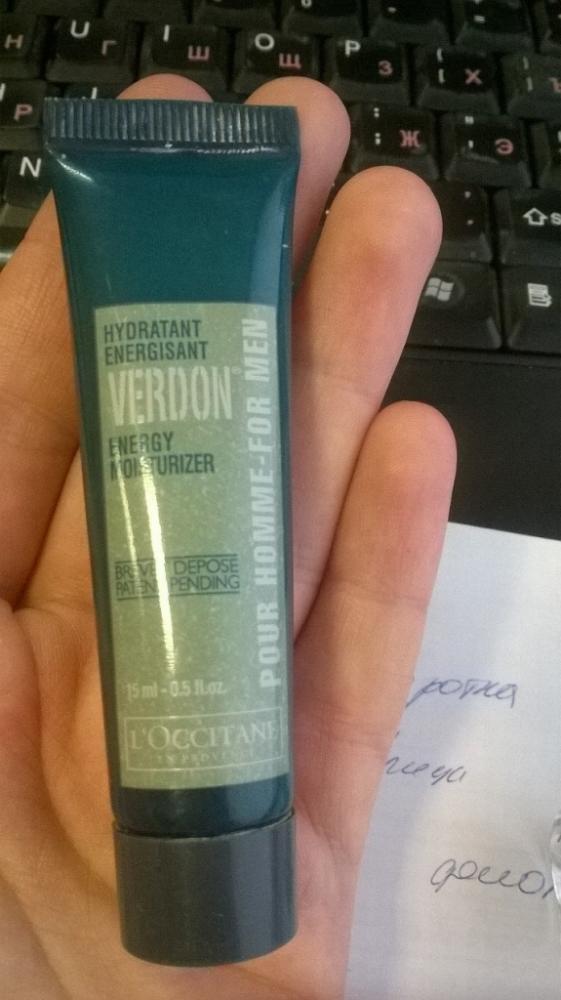 HYDRATANT
ENERGISANT
VERDON®
ENERGY
MOISTURIZER
BREVET DEPOSE
PATENT PENDING
15 ml - 0.5 fl.oz.
L'OCCITANE
EN PROVENCE
POUR HOMME-FOR MEN
U Г
I Ш
O Щ
P З
{ [ Х
: ; Ж
" ' Э
Н
Р
N